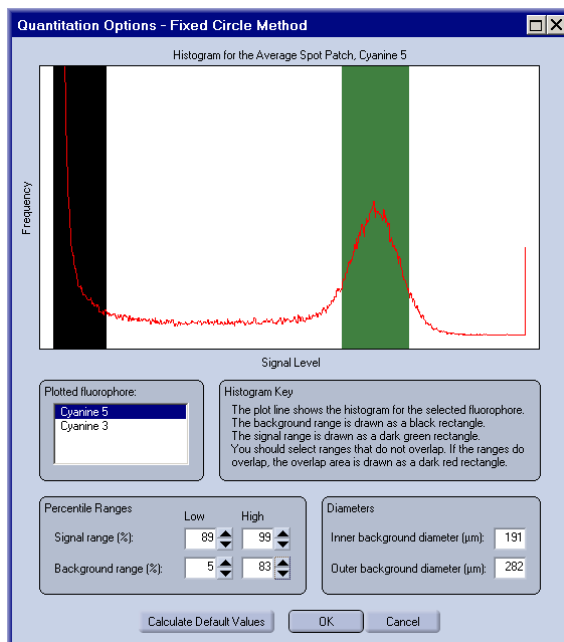 Quantitation Options - Fixed Circle Method
Histogram for the Average Spot Patch, Cyanine 5
Frequency
Signal Level
Plotted fluorophore:
Cyanine 5
Cyanine 3
Histogram Key
The plot line shows the histogram for the selected fluorophore.
The background range is drawn as a black rectangle.
The signal range is drawn as a dark green rectangle.
You should select ranges that do not overlap. If the ranges do
overlap, the overlap area is drawn as a dark red rectangle.
Percentile Ranges
Low High
Signal range (%): 89 99
Background range (%): 5 83
Diameters
Inner background diameter (µm): 191
Outer background diameter (µm): 282
Calculate Default Values OK Cancel